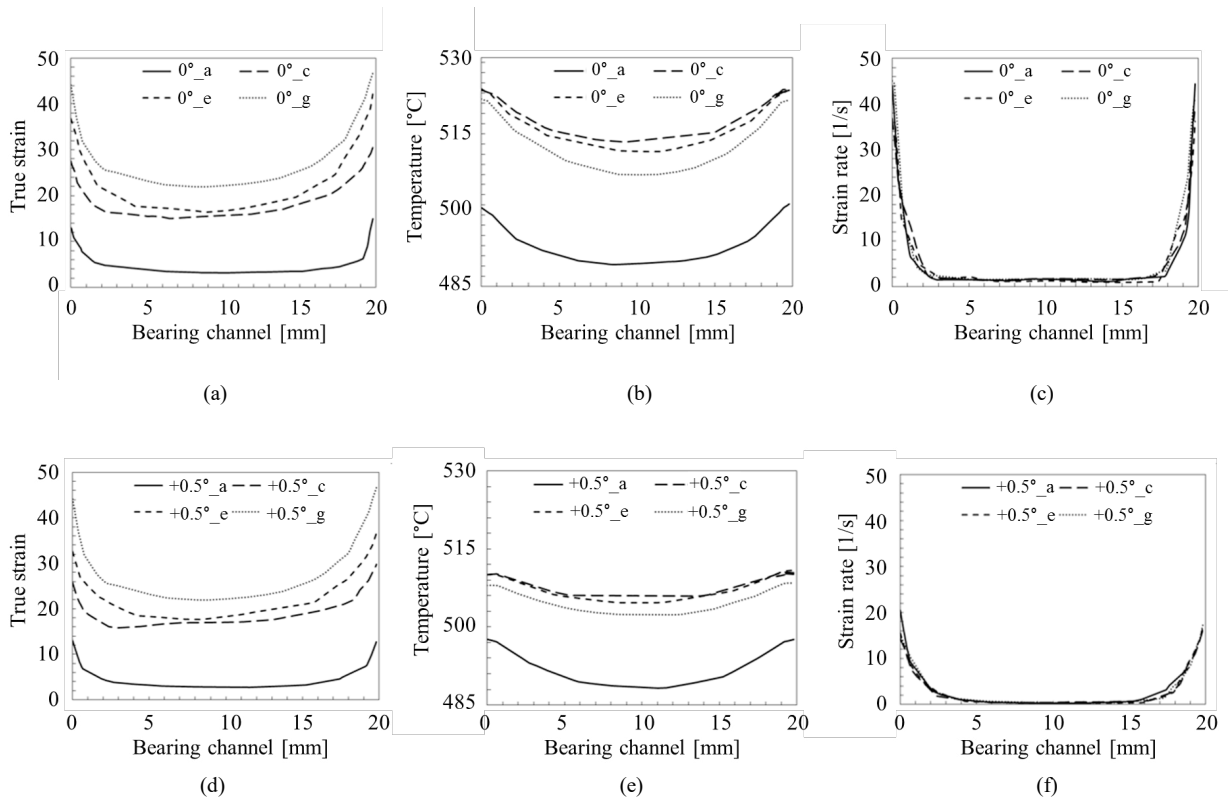 50
40
30
20
10
0
True strain
0°_a 0°_c
0°_e 0°_g
0 5 10 15 20
Bearing channel [mm]
(a)
530
515
500
485
Temperature [°C]
0°_a 0°_c
0°_e 0°_g
0 5 10 15 20
Bearing channel [mm]
(b)
50
40
30
20
10
0
Strain rate [1/s]
0°_a 0°_c
0°_e 0°_g
0 5 10 15 20
Bearing channel [mm]
(c)
50
40
30
20
10
0
True strain
+0.5°_a +0.5°_c
+0.5°_e +0.5°_g
0 5 10 15 20
Bearing channel [mm]
(d)
530
515
500
485
Temperature [°C]
+0.5°_a +0.5°_c
+0.5°_e +0.5°_g
0 5 10 15 20
Bearing channel [mm]
(e)
50
40
30
20
10
0
Strain rate [1/s]
+0.5°_a +0.5°_c
+0.5°_e +0.5°_g
0 5 10 15 20
Bearing channel [mm]
(f)